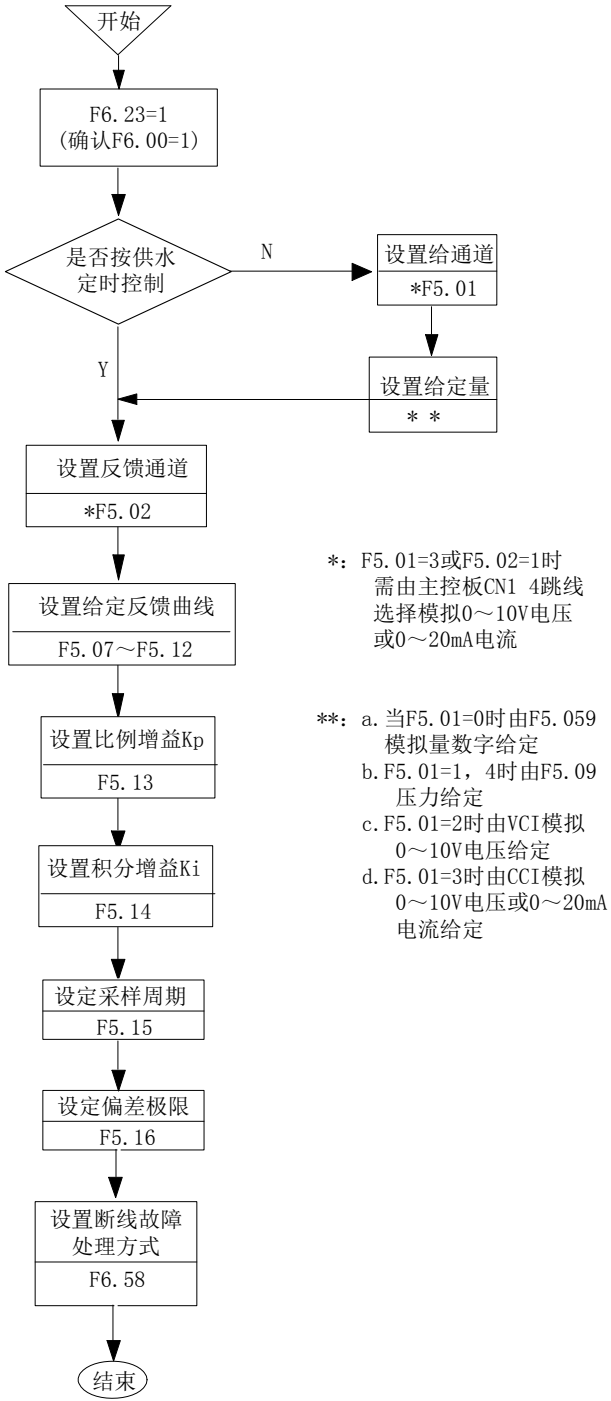 开始
F6.23=1
(确认F6.00=1)
是否按供水
定时控制
N
设置给通道
*F5.01
设置给定量
* *
Y
设置反馈通道
*F5.02
设置给定反馈曲线
F5.07～F5.12
设置比例增益Kp
F5.13
设置积分增益Ki
F5.14
设定采样周期
F5.15
设定偏差极限
F5.16
设置断线故障
处理方式
F6.58
结束
*: F5.01=3或F5.02=1时
需由主控板CN1 4跳线
选择模拟0～10V电压
或0～20mA电流
**: a.当F5.01=0时由F5.059
模拟量数字给定
b.F5.01=1，4时由F5.09
压力给定
c.F5.01=2时由VCI模拟
0～10V电压给定
d.F5.01=3时由CCI模拟
0～10V电压或0～20mA
电流给定